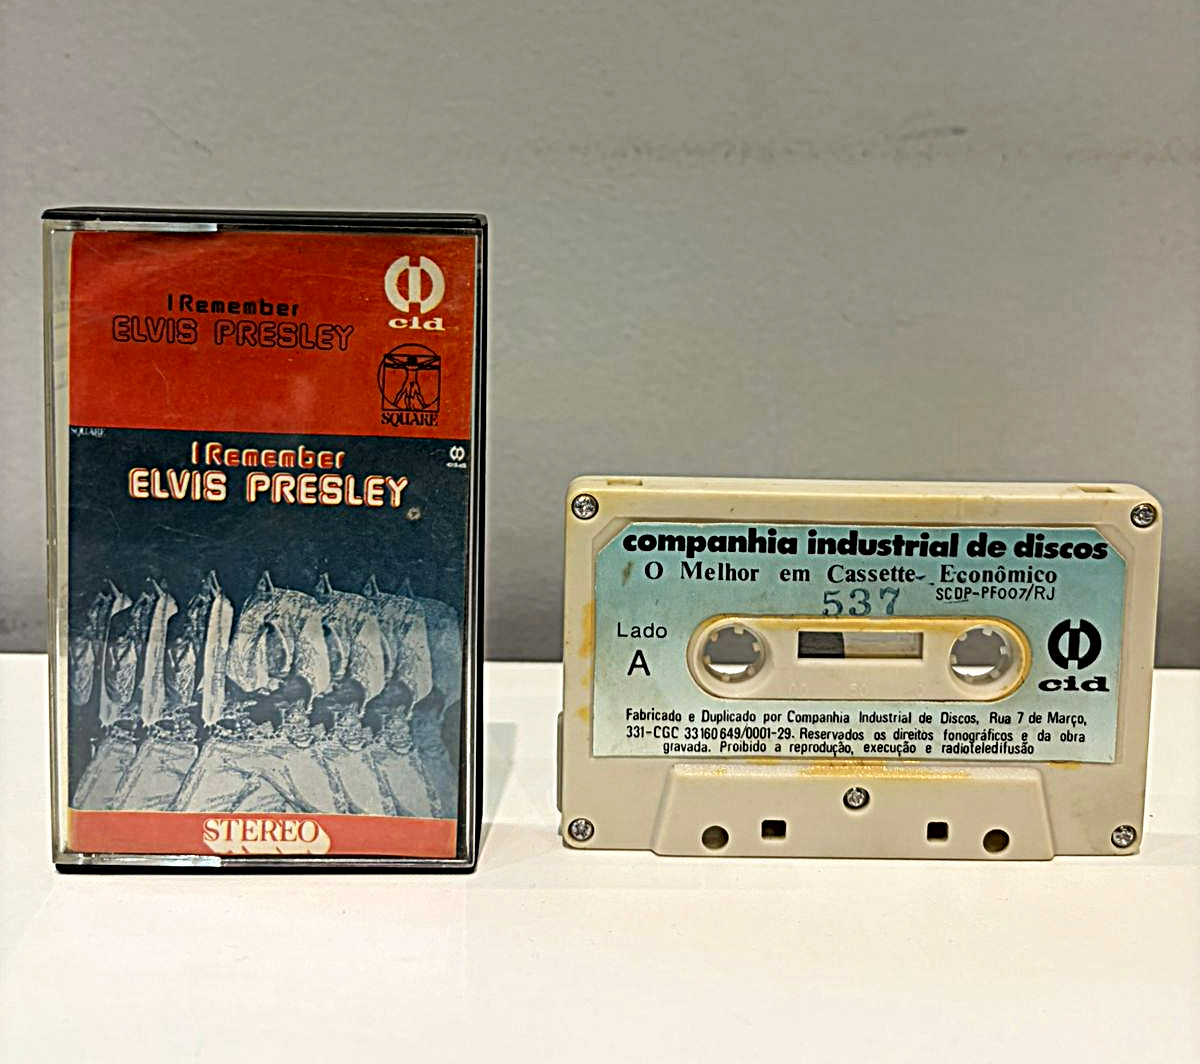 I Remember
ELVIS PRESLEY
cid
SQUARE
SQUARE
I Remember
ELVIS PRESLEY
cid
STEREO
companhia industrial de discos
O Melhor em Cassette Econômico
537 SCDP-PF007/RJ
Lado
A
cid
Fabricado e Duplicado por Companhia Industrial de Discos, Rua 7 de Março,
331-CGC 33160649/0001-29. Reservados os direitos fonográficos e da obra
gravada. Proibido a reprodução, execução e radioteledifusão